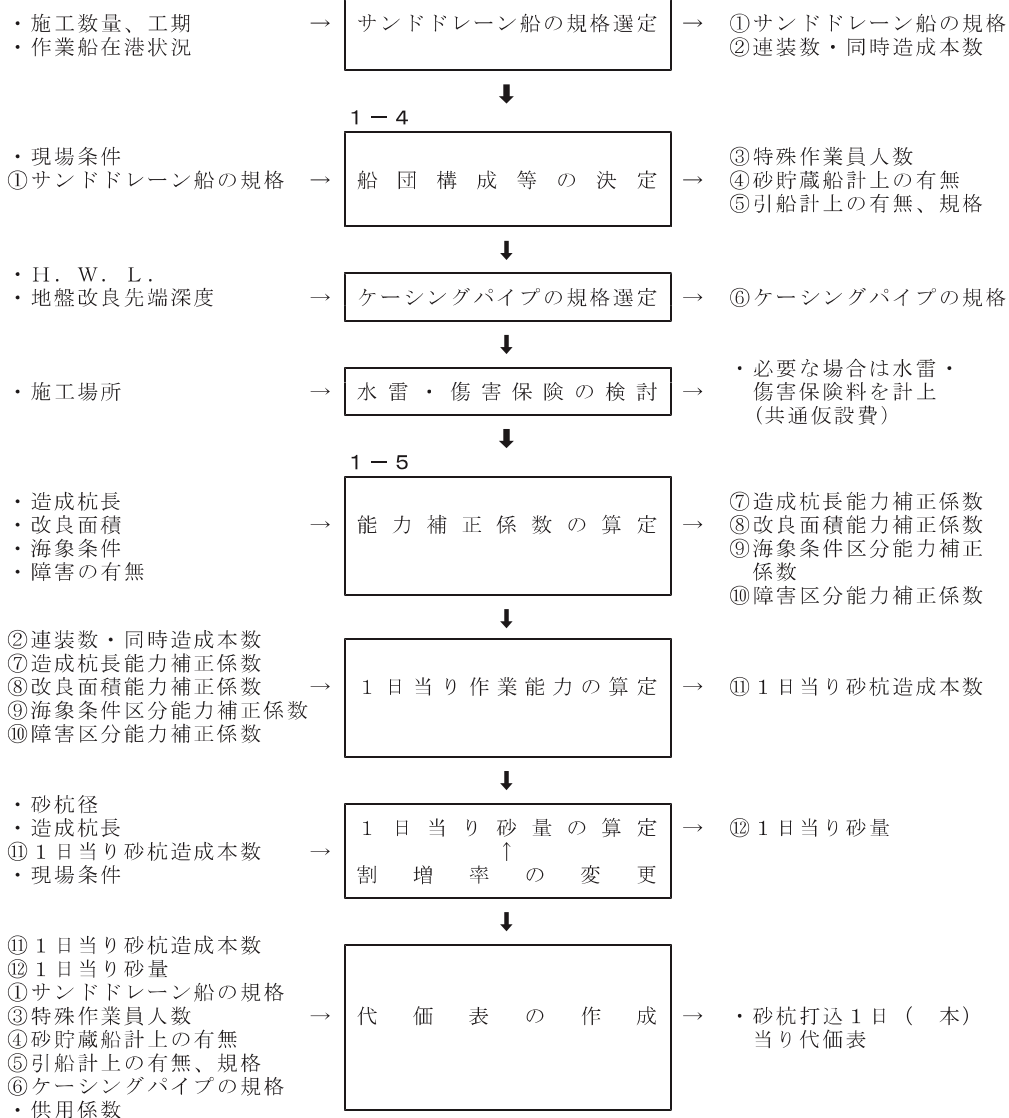 ・施工数量、工期 → サンドドレーン船の規格選定 → ①サンドドレーン船の規格
・作業船在港状況 ②連装数・同時造成本数
⬇
１－４
・現場条件 ③特殊作業員人数
①サンドドレーン船の規格 → 船団構成等の決定 → ④砂貯蔵船計上の有無
⑤引船計上の有無、規格
⬇
・Ｈ．Ｗ．Ｌ．
・地盤改良先端深度 → ケーシングパイプの規格選定 → ⑥ケーシングパイプの規格
⬇
・必要な場合は水雷・
・施工場所 → 水雷・傷害保険の検討 → 傷害保険料を計上
(共通仮設費)
⬇
１－５
・造成杭長 ⑦造成杭長能力補正係数
・改良面積 → 能力補正係数の算定 → ⑧改良面積能力補正係数
・海象条件 ⑨海象条件区分能力補正
・障害の有無 係数
⑩障害区分能力補正係数
⬇
②連装数・同時造成本数
⑦造成杭長能力補正係数
⑧改良面積能力補正係数 → １日当り作業能力の算定 → ⑪１日当り砂杭造成本数
⑨海象条件区分能力補正係数
⑩障害区分能力補正係数
⬇
・砂杭径
・造成杭長 １日当り砂量の算定 → ⑫１日当り砂量
⑪１日当り砂杭造成本数 → ↑
・現場条件 割増率の変更
⬇
⑪１日当り砂杭造成本数
⑫１日当り砂量
①サンドドレーン船の規格
③特殊作業員人数 → 代価表の作成 → ・砂杭打込１日（　本）
④砂貯蔵船計上の有無 当り代価表
⑤引船計上の有無、規格
⑥ケーシングパイプの規格
・供用係数